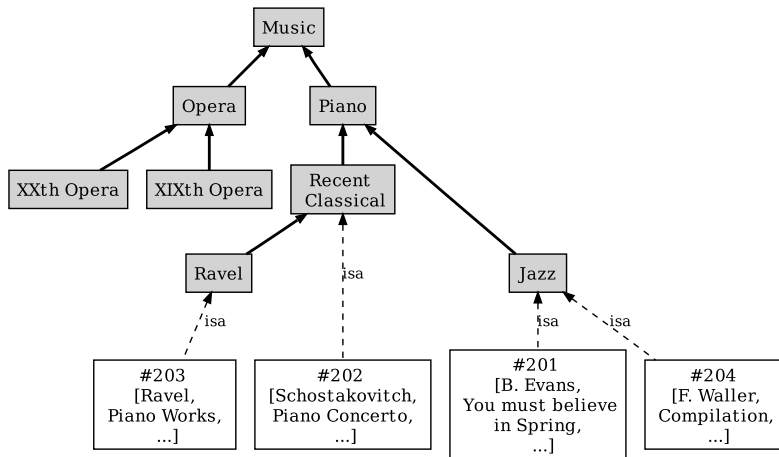 Music
Opera
Piano
XXth Opera
XIXth Opera
Recent
Classical
Ravel
isa
Jazz
isa
isa
isa
#203
[Ravel,
Piano Works,
...]
#202
[Schostakovitch,
Piano Concerto,
...]
#201
[B. Evans,
You must believe
in Spring,
...]
#204
[F. Waller,
Compilation,
...]